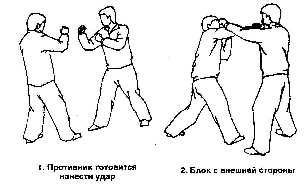 1. Противник готовится
нанести удар
2. Блок с внешней стороны